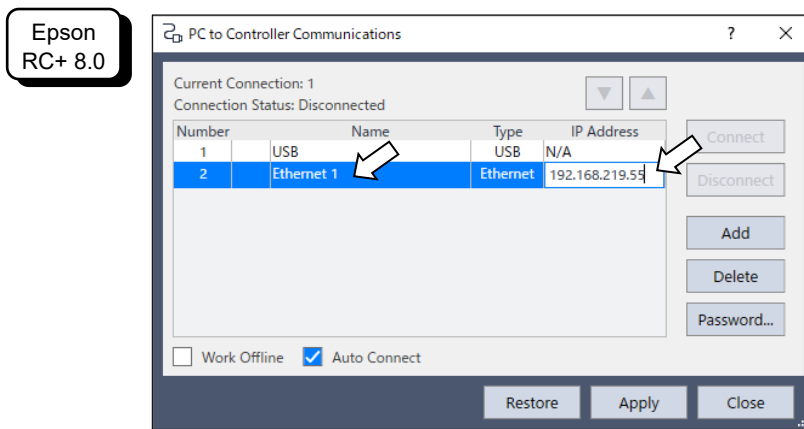 Epson
RC+ 8.0
PC to Controller Communications
?
Current Connection: 1
Connection Status: Disconnected
Number Name Type IP Address
1 USB USB N/A
2 Ethernet 1 Ethernet 192.168.219.55
Connect
Disconnect
Add
Delete
Password...
Work Offline Auto Connect
Restore Apply Close